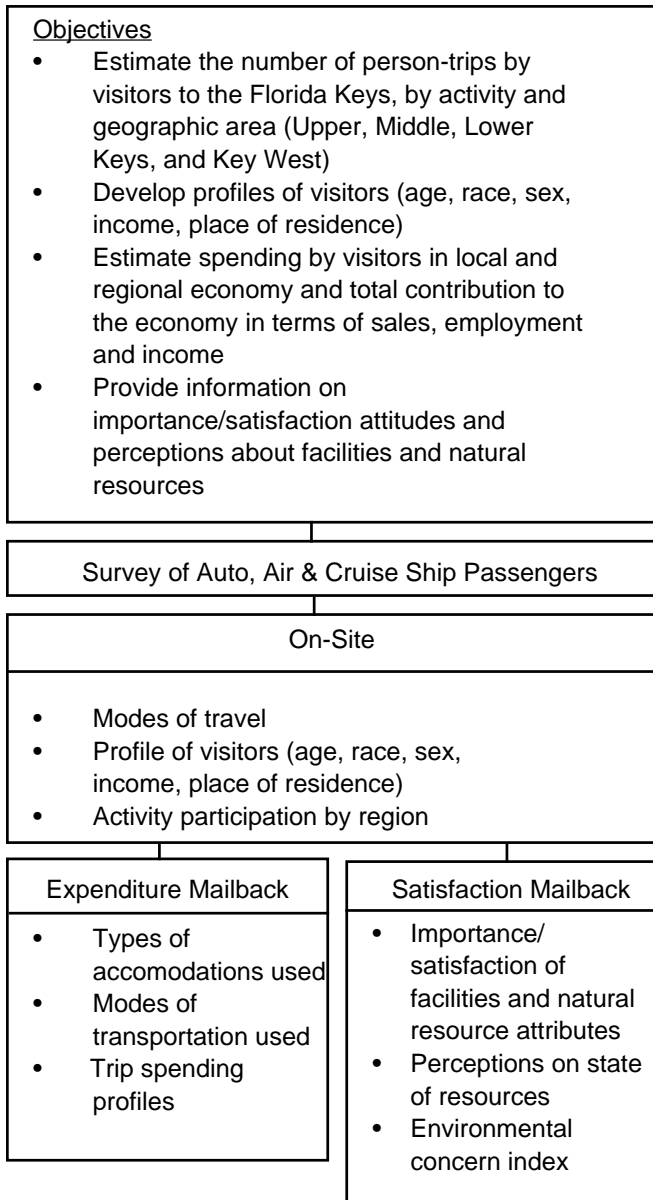 Objectives
• Estimate the number of person-trips by
visitors to the Florida Keys, by activity and
geographic area (Upper, Middle, Lower
Keys, and Key West)
• Develop profiles of visitors (age, race, sex,
income, place of residence)
• Estimate spending by visitors in local and
regional economy and total contribution to
the economy in terms of sales, employment
and income
• Provide information on
importance/satisfaction attitudes and
perceptions about facilities and natural
resources
Survey of Auto, Air & Cruise Ship Passengers
On-Site
• Modes of travel
• Profile of visitors (age, race, sex,
income, place of residence)
• Activity participation by region
Expenditure Mailback
• Types of
accomodations used
• Modes of
transportation used
• Trip spending
profiles
Satisfaction Mailback
• Importance/
satisfaction of
facilities and natural
resource attributes
• Perceptions on state
of resources
• Environmental
concern index